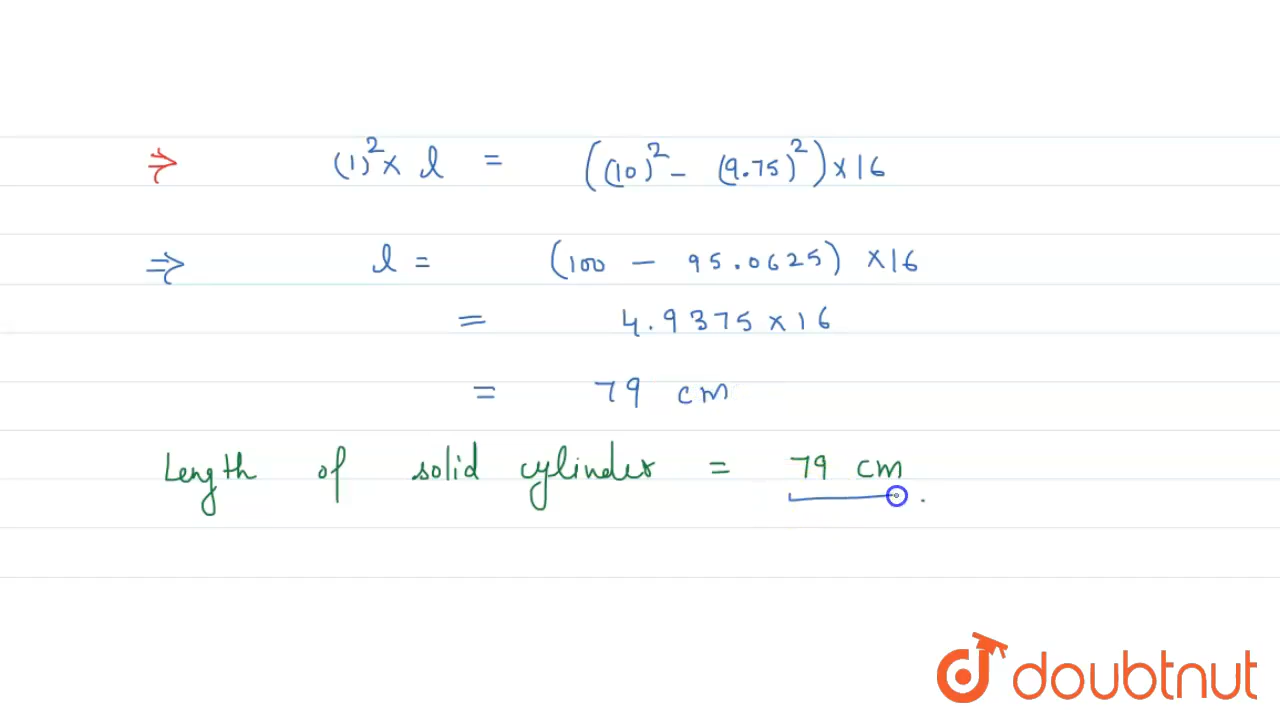 ⇒ (1)² × l = ((10)² - (9.75)²) × 16
⇒ l = (100 - 95.0625) × 16
= 4.9375 × 16
= 79 cm
Length of solid cylinder = 79 cm.
doubtnut